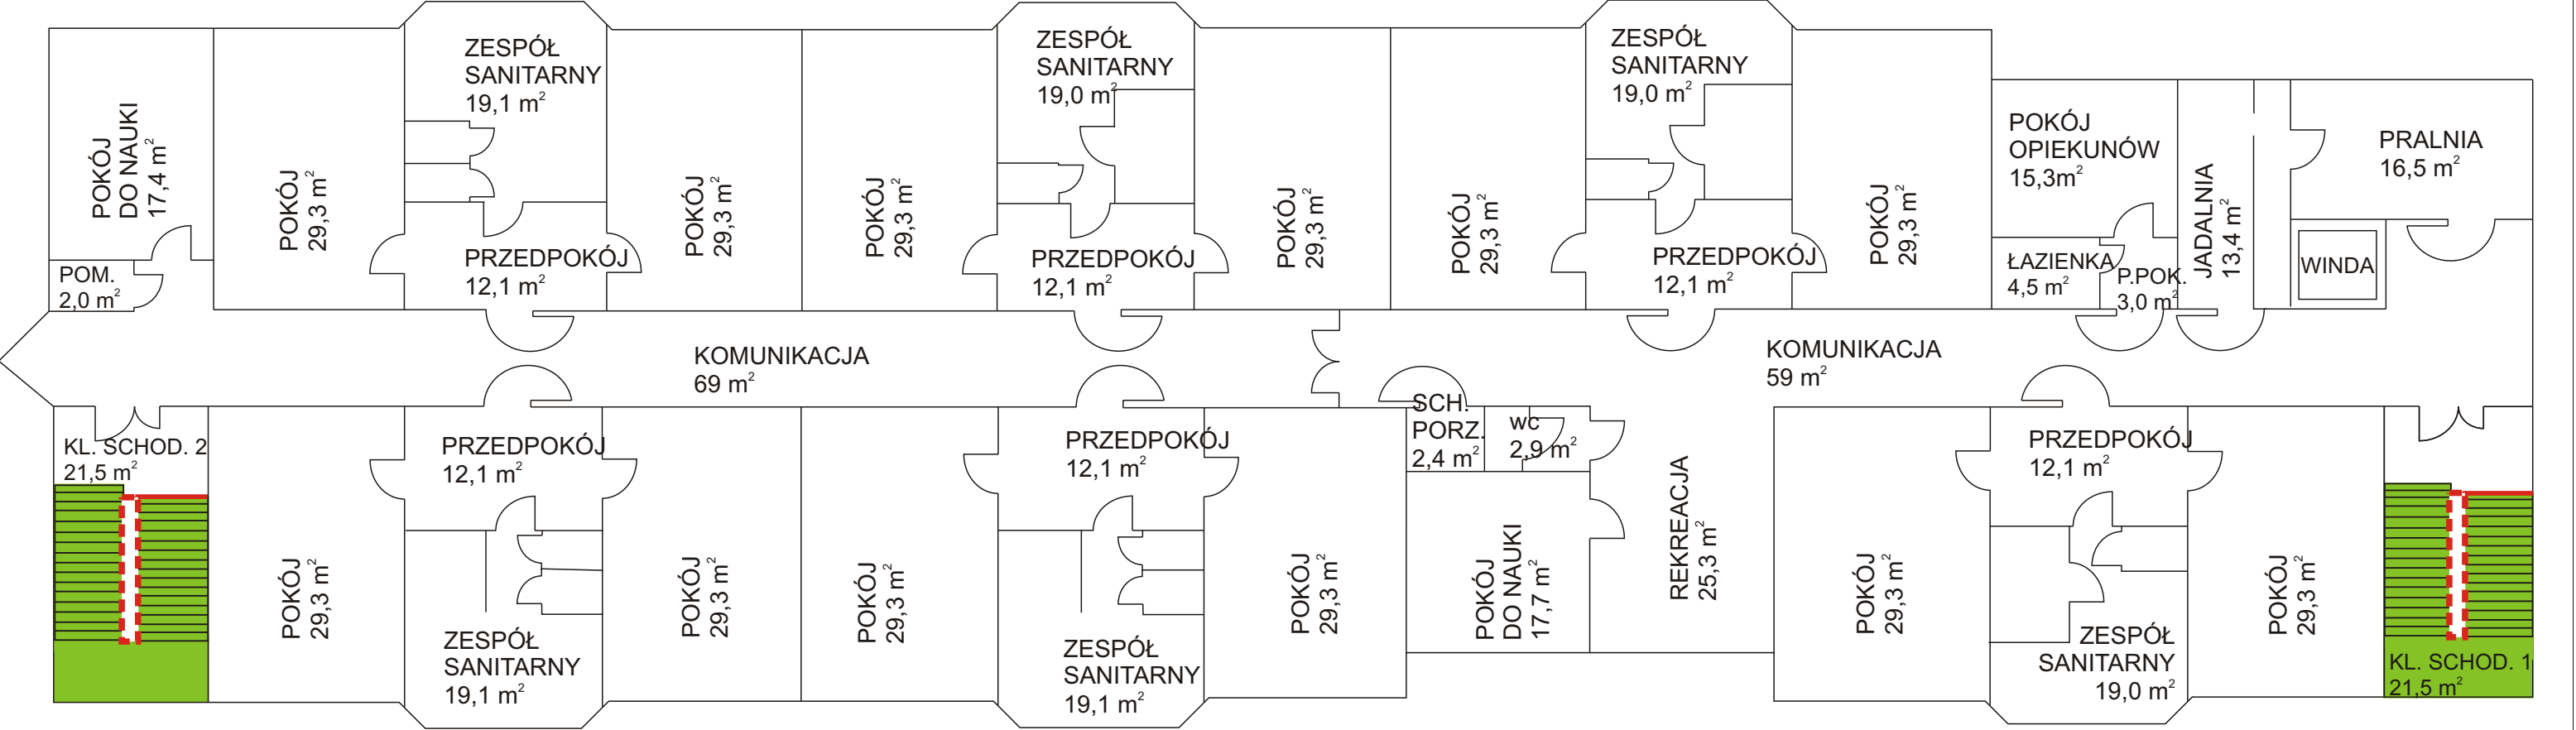 POKÓJ
DO NAUKI
17,4 m²
POKÓJ
29,3 m²
ZESPÓŁ
SANITARNY
19,1 m²
POKÓJ
29,3 m²
POKÓJ
29,3 m²
ZESPÓŁ
SANITARNY
19,0 m²
POKÓJ
29,3 m²
POKÓJ
29,3 m²
ZESPÓŁ
SANITARNY
19,0 m²
POKÓJ
29,3 m²
POKÓJ
OPIEKUNÓW
15,3m²
JADALNIA
13,4 m²
PRALNIA
16,5 m²
POM.
2,0 m²
PRZEDPOKÓJ
12,1 m²
PRZEDPOKÓJ
12,1 m²
PRZEDPOKÓJ
12,1 m²
ŁAZIENKA
4,5 m²
P.POK.
3,0 m²
WINDA
KOMUNIKACJA
69 m²
KOMUNIKACJA
59 m²
KL. SCHOD. 2
21,5 m²
POKÓJ
29,3 m²
PRZEDPOKÓJ
12,1 m²
ZESPÓŁ
SANITARNY
19,1 m²
POKÓJ
29,3 m²
POKÓJ
29,3 m²
PRZEDPOKÓJ
12,1 m²
ZESPÓŁ
SANITARNY
19,1 m²
POKÓJ
29,3 m²
SCH.
PORZ.
2,4 m²
wc
2,9 m²
POKÓJ
DO NAUKI
17,7 m²
REKREACJA
25,3 m²
POKÓJ
29,3 m²
PRZEDPOKÓJ
12,1 m²
ZESPÓŁ
SANITARNY
19,0 m²
POKÓJ
29,3 m²
KL. SCHOD. 1
21,5 m²